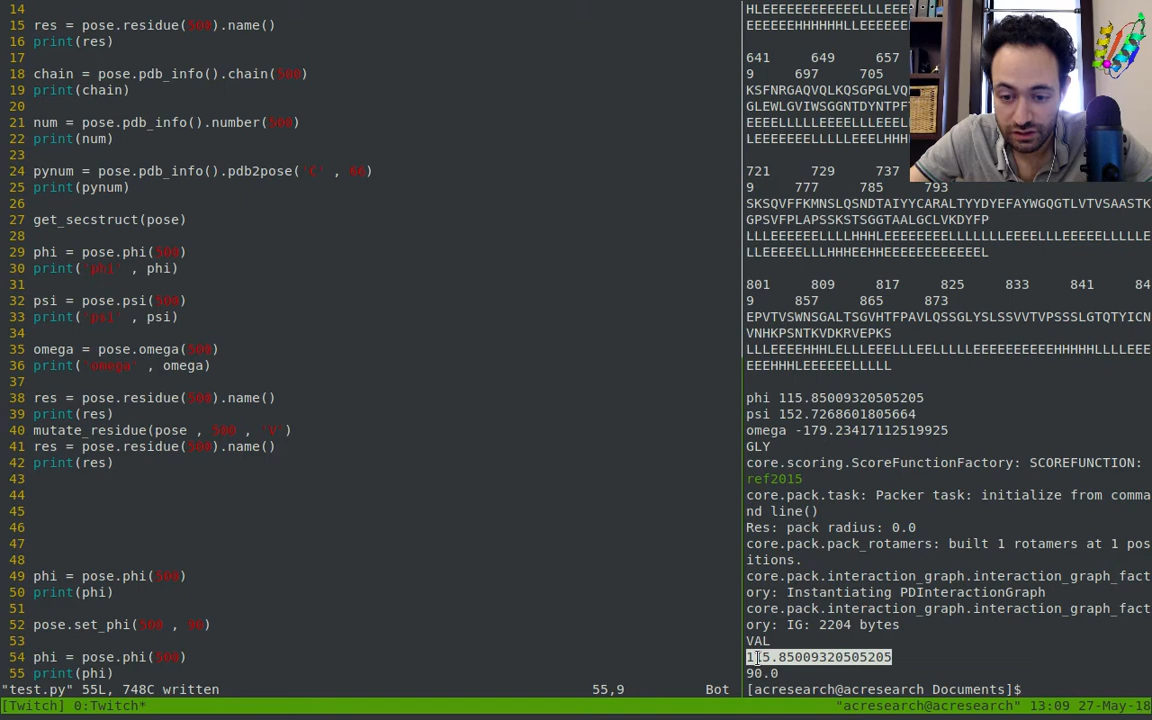 14
15 res = pose.residue(500).name()
16 print(res)
17
18 chain = pose.pdb_info().chain(500)
19 print(chain)
20
21 num = pose.pdb_info().number(500)
22 print(num)
23
24 pynum = pose.pdb_info().pdb2pose('C' , 66)
25 print(pynum)
26
27 get_secstruct(pose)
28
29 phi = pose.phi(500)
30 print('phi' , phi)
31
32 psi = pose.psi(500)
33 print('psi' , psi)
34
35 omega = pose.omega(500)
36 print('omega' , omega)
37
38 res = pose.residue(500).name()
39 print(res)
40 mutate_residue(pose , 500 , 'V')
41 res = pose.residue(500).name()
42 print(res)
43
44
45
46
47
48
49 phi = pose.phi(500)
50 print(phi)
51
52 pose.set_phi(500 , 90)
53
54 phi = pose.phi(500)
55 print(phi)
"test.py" 55L, 748C written 55,9 Bot
HLEEEEEEEEEEEEELLLEEE
EEEEEEHHHHHHLLEEEEEE
641 649 657
9 697 705
KSFNRGAQVQLKQSGPGLVQ
GLEWLGVIWSGGNTDYNTPFT
EEEELLLLLEEEEEELLLEEEL
LLEEEEEEELLLLLEEELHHH
721 729 737
9 777 785 793
SKSQVFFKMNSLQSNDTAIYYCARALTYYDYEFAYWGQGTLVTVSAASTK
GPSVFPLAPSSKSTSGGTAALGCLVKDYFP
LLLEEEEEEELLLLHHHLEEEEEEEELLLLLLLEEEELLLEEEEELLLLLE
LLEEEEELLLHHHEEHHEEEEEEEEEEEEEL
801 809 817 825 833 841 84
9 857 865 873
EPVTVSWNSGALTSGVHTFPAVLQSSGLYSLSSVVTVPSSSLGTQTYICN
VNHKPSNTKVDKRVEPKS
LLLEEEEHHHLELLLEEELLLEELLLLLEEEEEEEEEEHHHHHLLLLEEE
EEEHHHLEEEEEELLLLL
phi 115.85009320505205
psi 152.7268601805664
omega -179.23417112519925
GLY
core.scoring.ScoreFunctionFactory: SCOREFUNCTION:
ref2015
core.pack.task: Packer task: initialize from comma
nd line()
Res: pack radius: 0.0
core.pack.pack_rotamers: built 1 rotamers at 1 pos
itions.
core.pack.interaction_graph.interaction_graph_fact
ory: Instantiating PDInteractionGraph
core.pack.interaction_graph.interaction_graph_fact
ory: IG: 2204 bytes
VAL
115.85009320505205
90.0
[acresearch@acresearch Documents]$
[Twitch] 0:Twitch* "acresearch@acresearch" 13:09 27-May-18